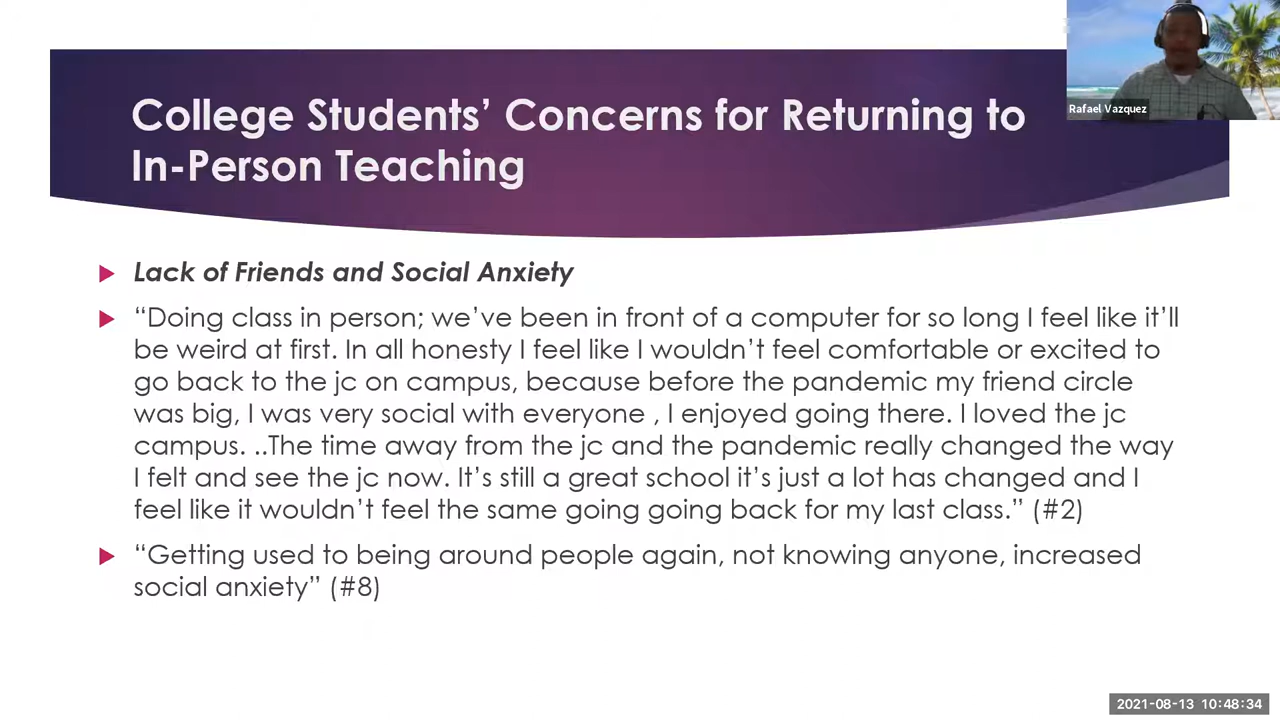 College Students’ Concerns for Returning to
In-Person Teaching
Rafael Vazquez
Lack of Friends and Social Anxiety
“Doing class in person; we’ve been in front of a computer for so long I feel like it’ll
be weird at first. In all honesty I feel like I wouldn’t feel comfortable or excited to
go back to the jc on campus, because before the pandemic my friend circle
was big, I was very social with everyone , I enjoyed going there. I loved the jc
campus. ..The time away from the jc and the pandemic really changed the way
I felt and see the jc now. It’s still a great school it’s just a lot has changed and I
feel like it wouldn’t feel the same going going back for my last class.” (#2)
“Getting used to being around people again, not knowing anyone, increased
social anxiety” (#8)
2021-08-13 10:48:34